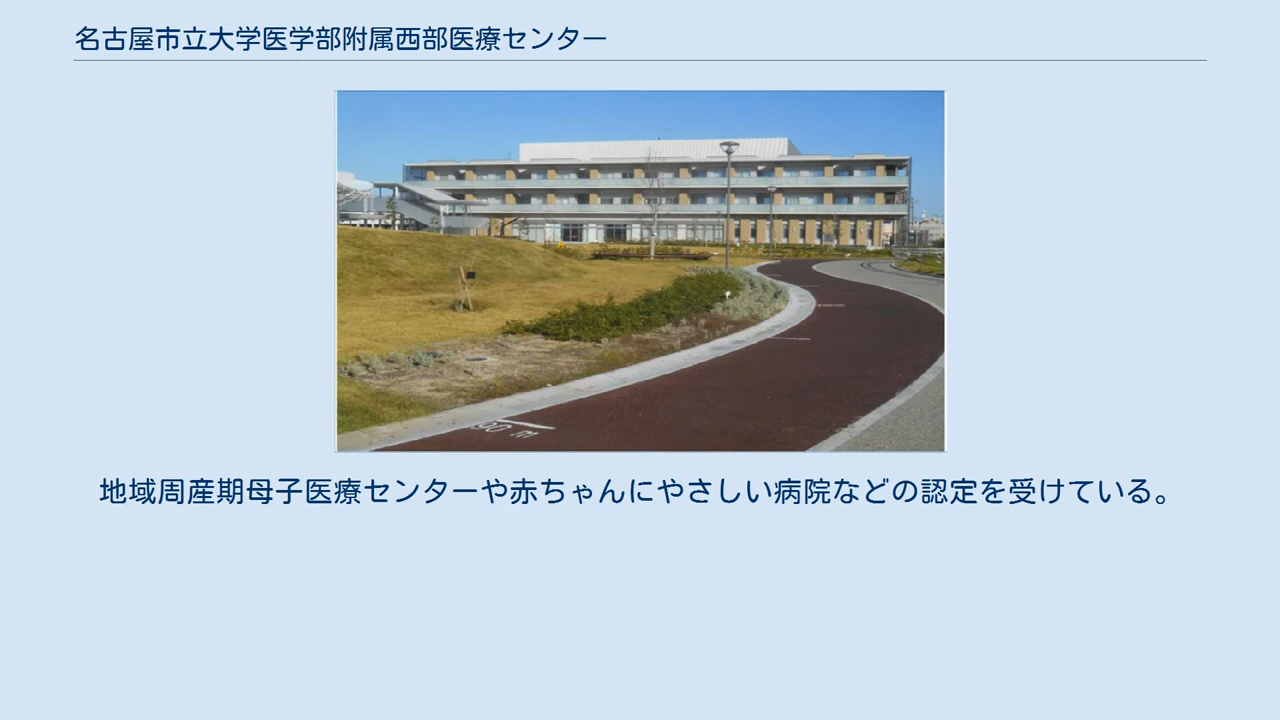 名古屋市立大学医学部附属西部医療センター
90 m
地域周産期母子医療センターや赤ちゃんにやさしい病院などの認定を受けている。